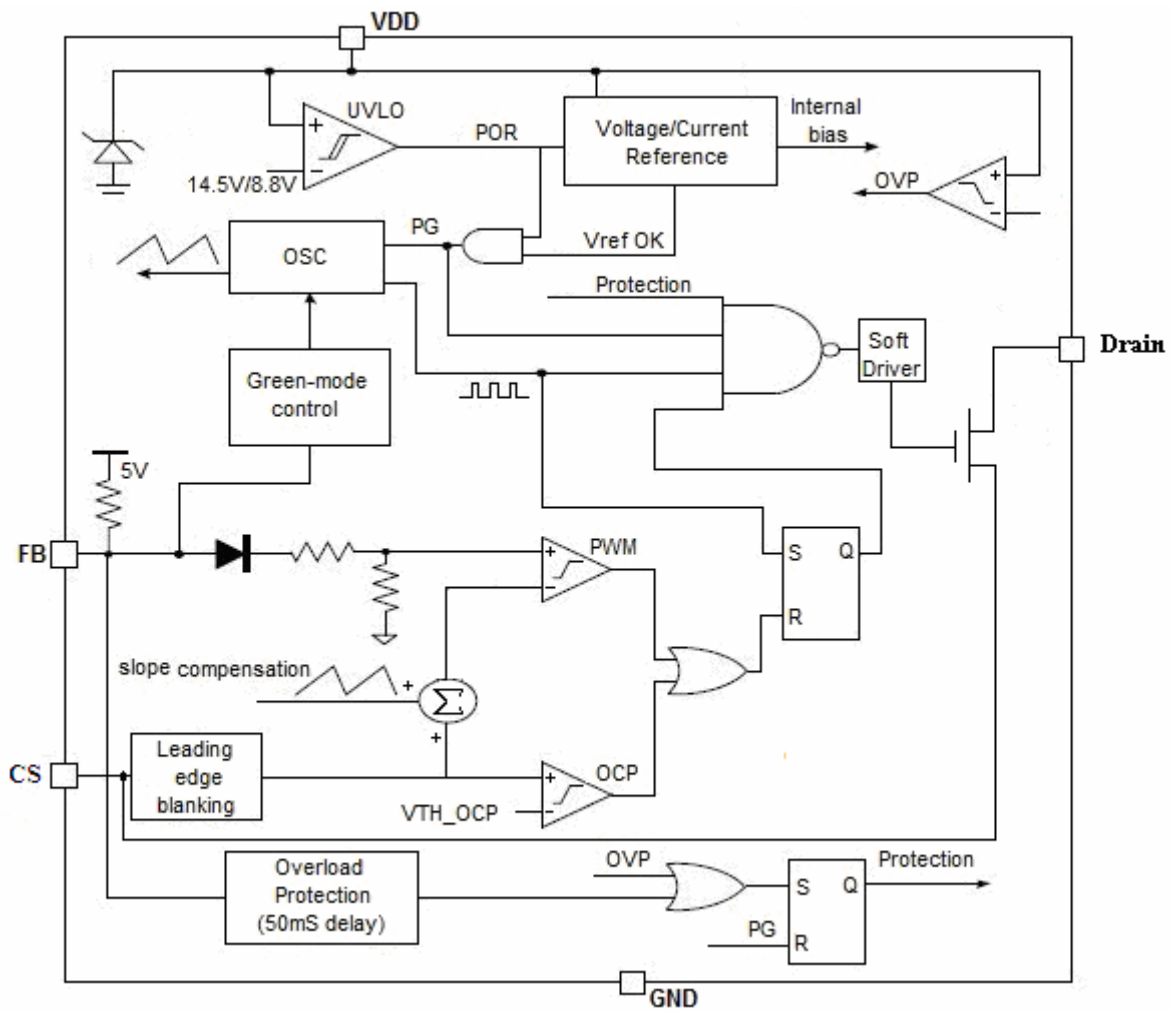 VDD
UVLO
POR
Voltage/Current
Reference
Internal
bias
+
−
14.5V/8.8V
OVP
+
−
PG
Vref OK
OSC
Protection
Soft
Driver
Drain
Green-mode
control
5V
FB
+
−
PWM
S
Q
R
slope compensation
+
Σ
+
CS
Leading
edge
blanking
+
−
OCP
VTH_OCP
Overload
Protection
(50mS delay)
OVP
PG
S
Q
R
Protection
GND